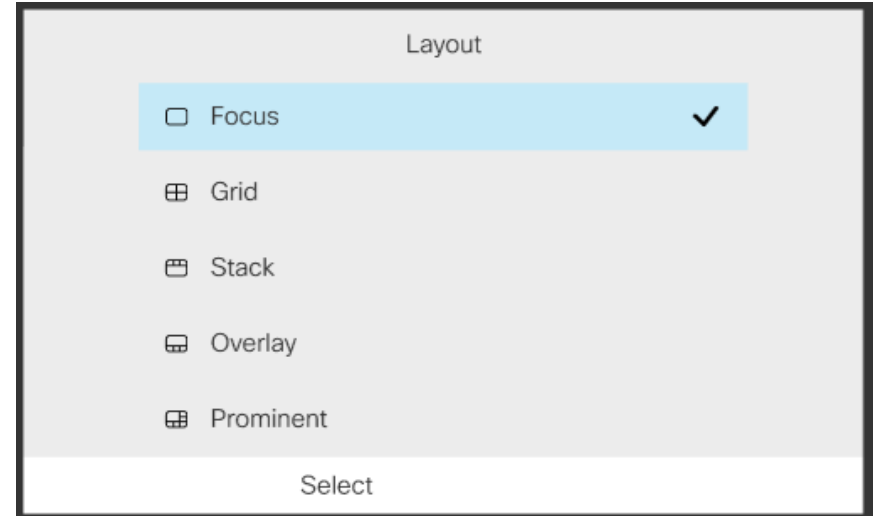 Layout
Focus
Grid
Stack
Overlay
Prominent
Select